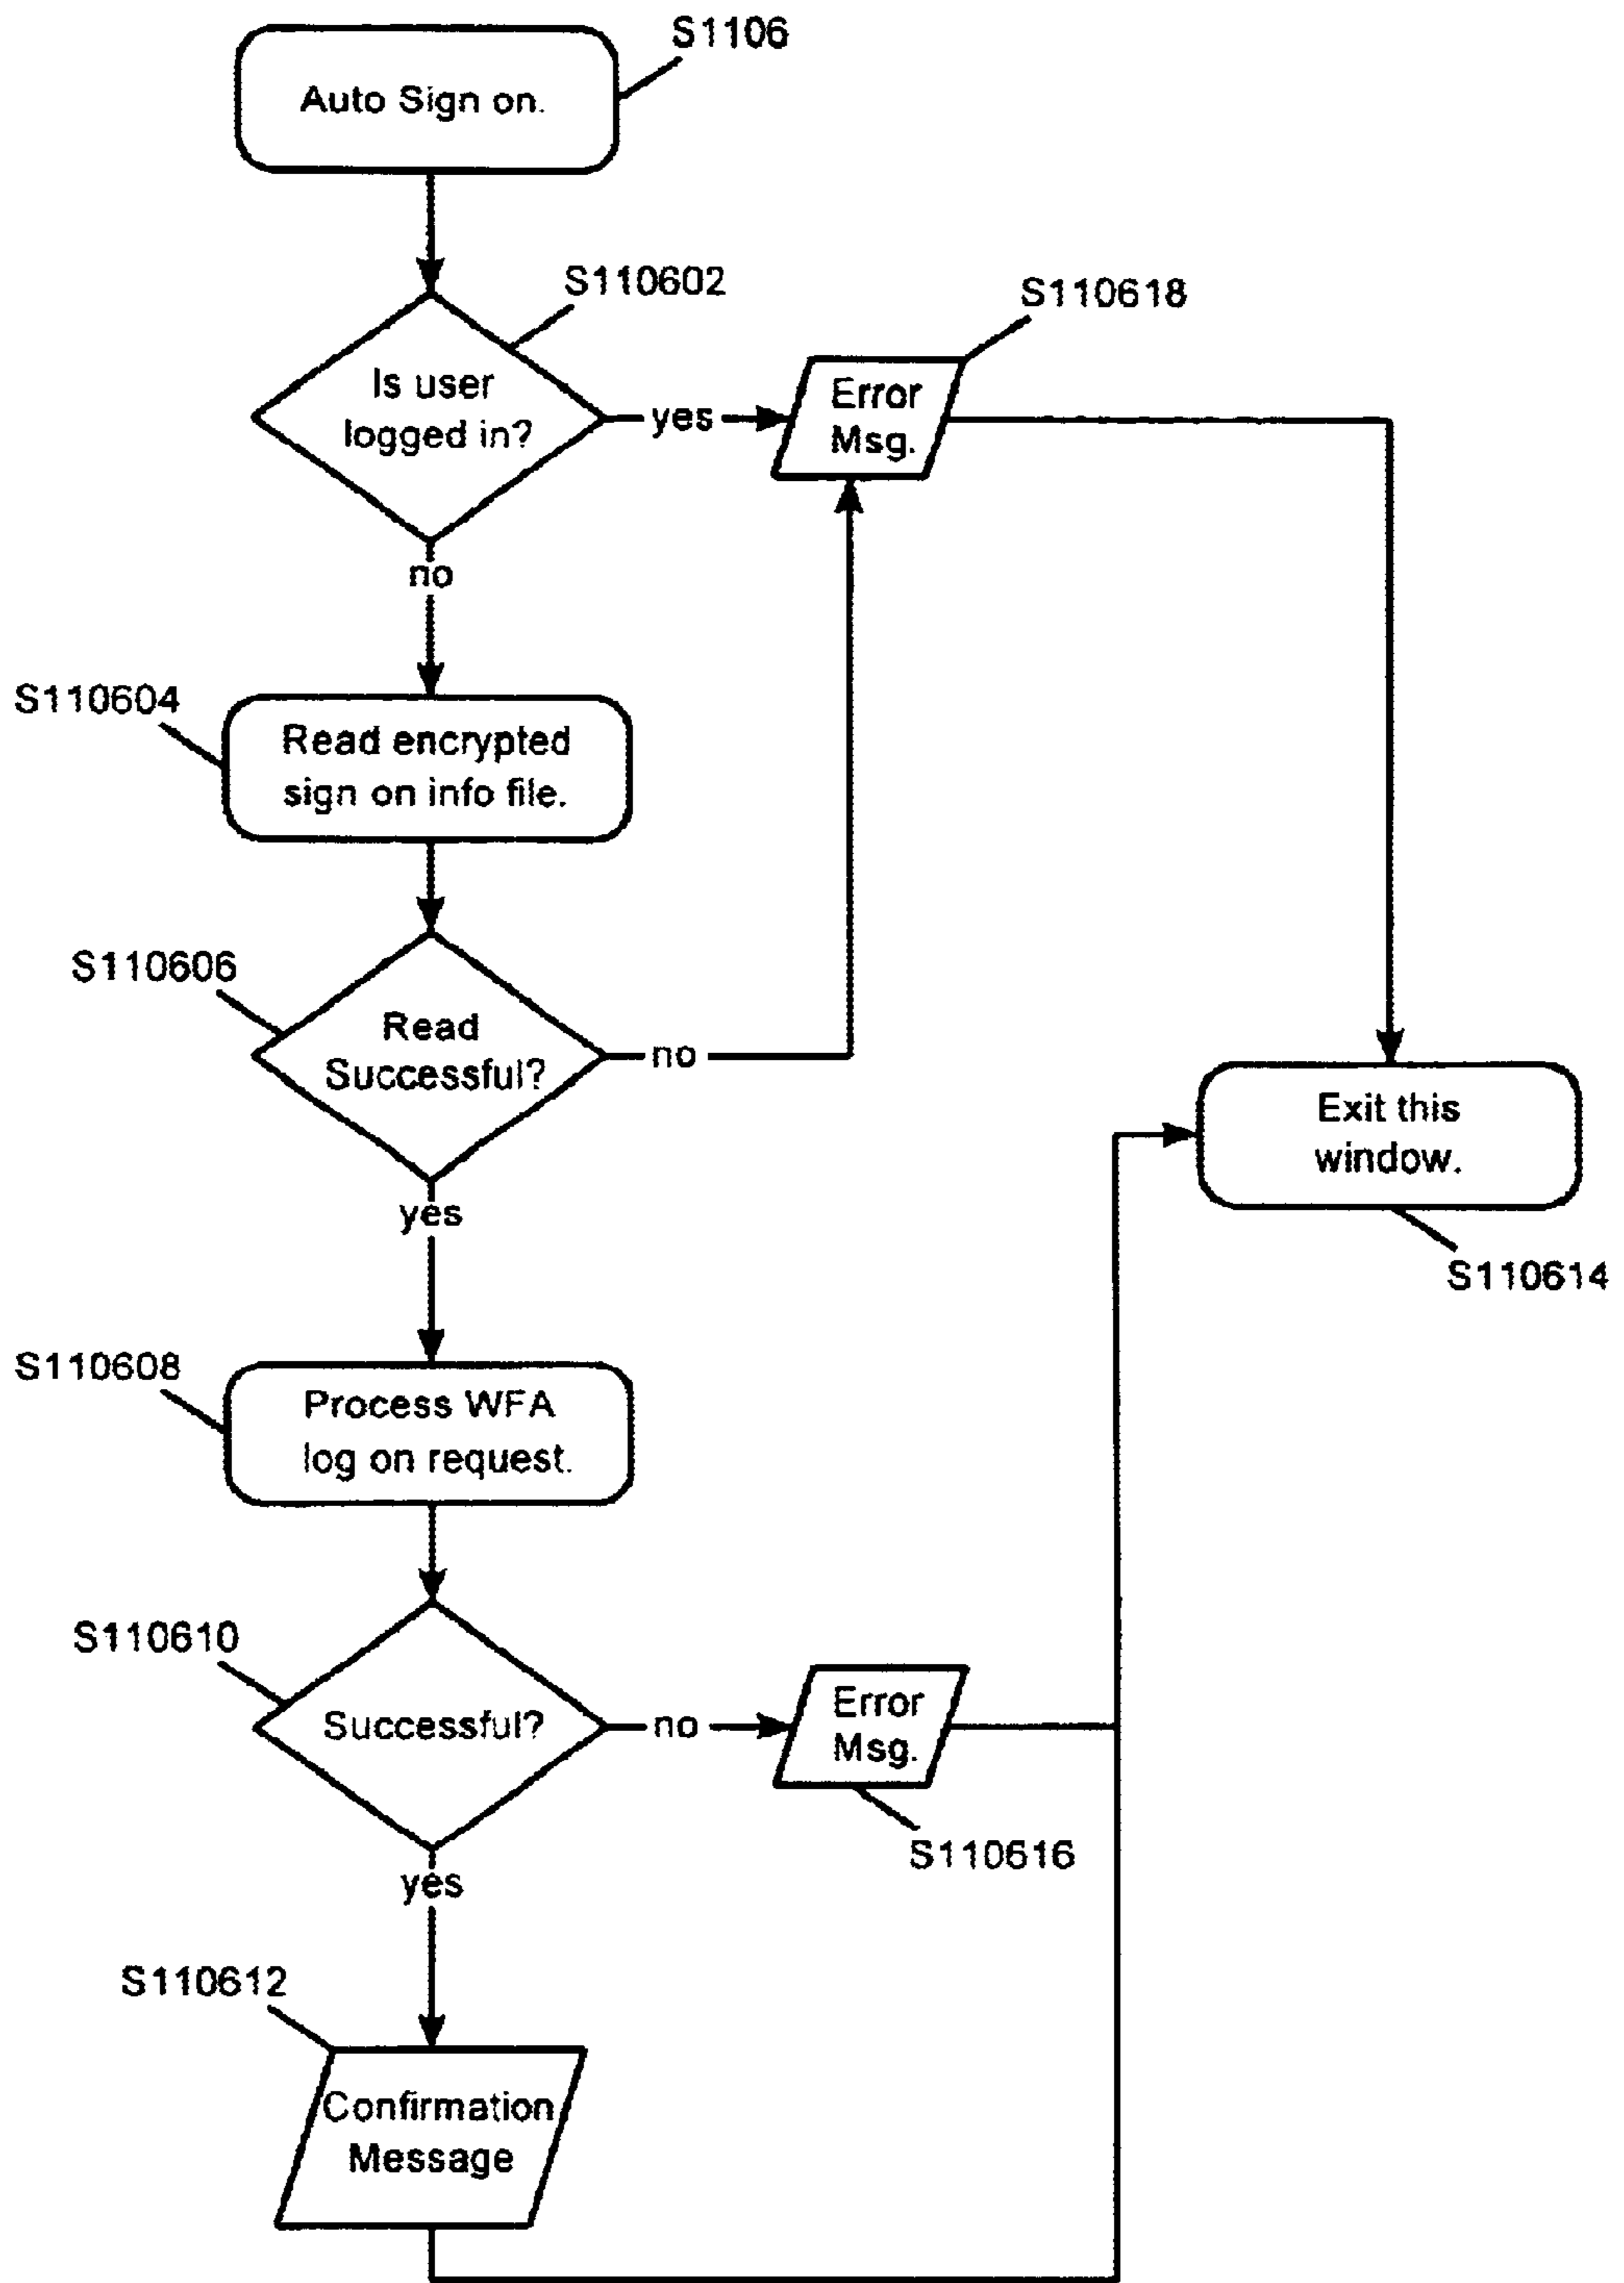 S1106
Auto Sign on.
S110602
S110618
Is user
logged in?
yes
Error
Msg.
no
S110604
Read encrypted
sign on info file.
S110606
Read
Successful?
no
Exit this
window.
yes
S110614
S110608
Process WFA
log on request.
S110610
Successful?
no
Error
Msg.
S110616
yes
S110612
Confirmation
Message